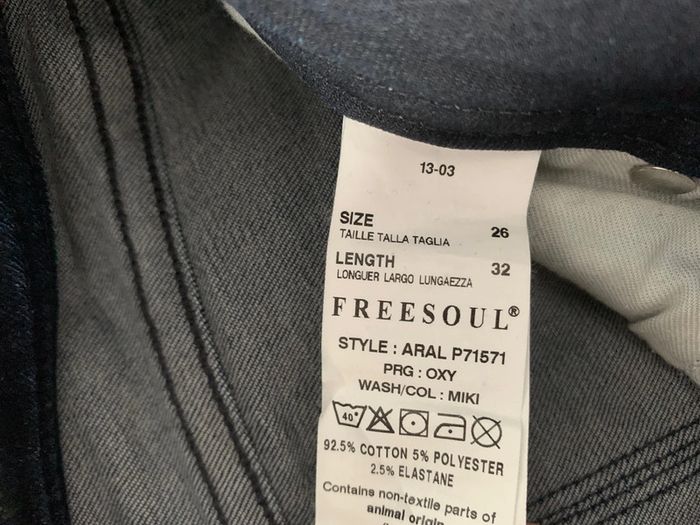 13-03
SIZE 26
TAILLE TALLA TAGLIA
LENGTH 32
LONGUER LARGO LUNGAEZZA
FREESOUL®
STYLE : ARAL P71571
PRG : OXY
WASH/COL : MIKI
40°
92.5% COTTON 5% POLYESTER
2.5% ELASTANE
Contains non-textile parts of
animal origin